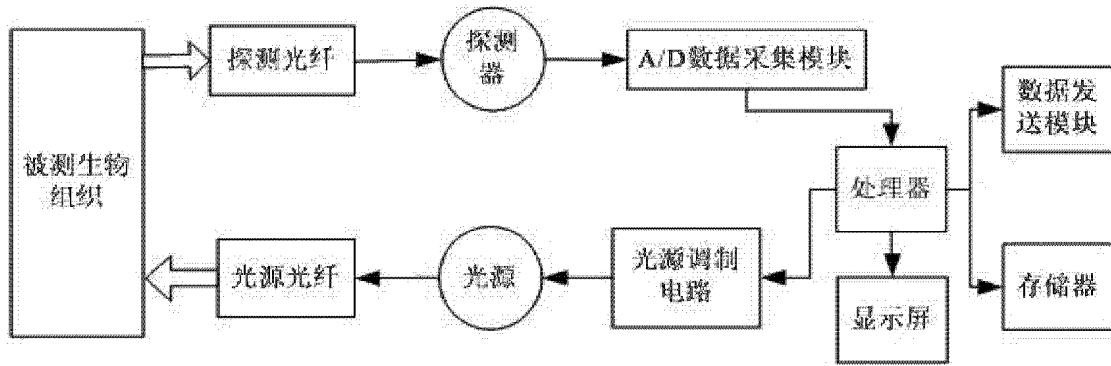 探测光纤
探测
器
A/D数据采集模块
数据发
送模块
被测生物
组织
处理器
光源光纤
光源
光源调制
电路
显示屏
存储器